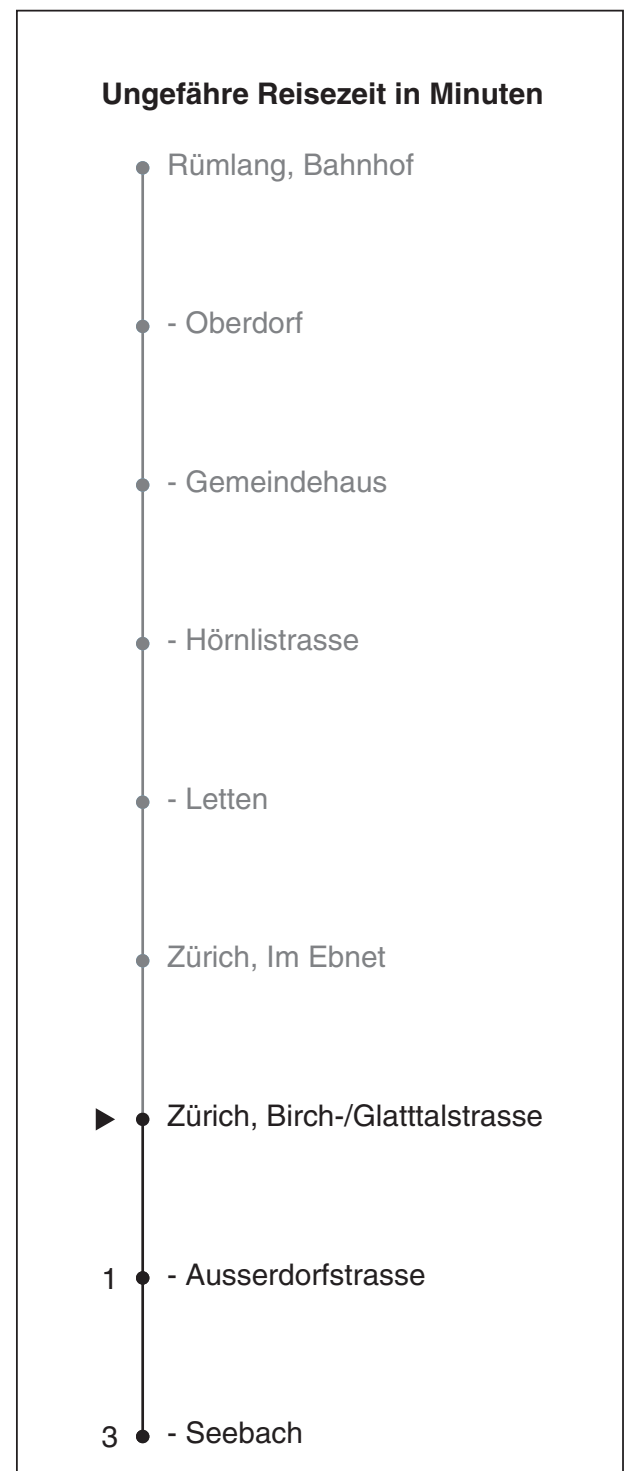 Ungefähre Reisezeit in Minuten
Rümlang, Bahnhof
- Oberdorf
- Gemeindehaus
- Hörnlistrasse
- Letten
Zürich, Im Ebnet
Zürich, Birch-/Glatttalstrasse
1 - Ausserdorfstrasse
3 - Seebach